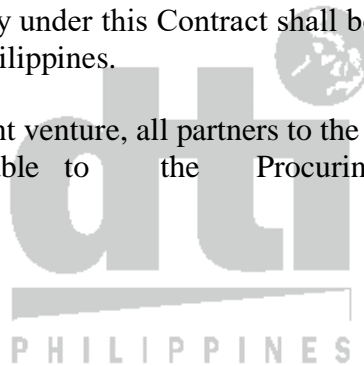 y under this Contract shall be
ilippines.
nt venture, all partners to the
ble to the Procurin
dti
PHILIPPINES